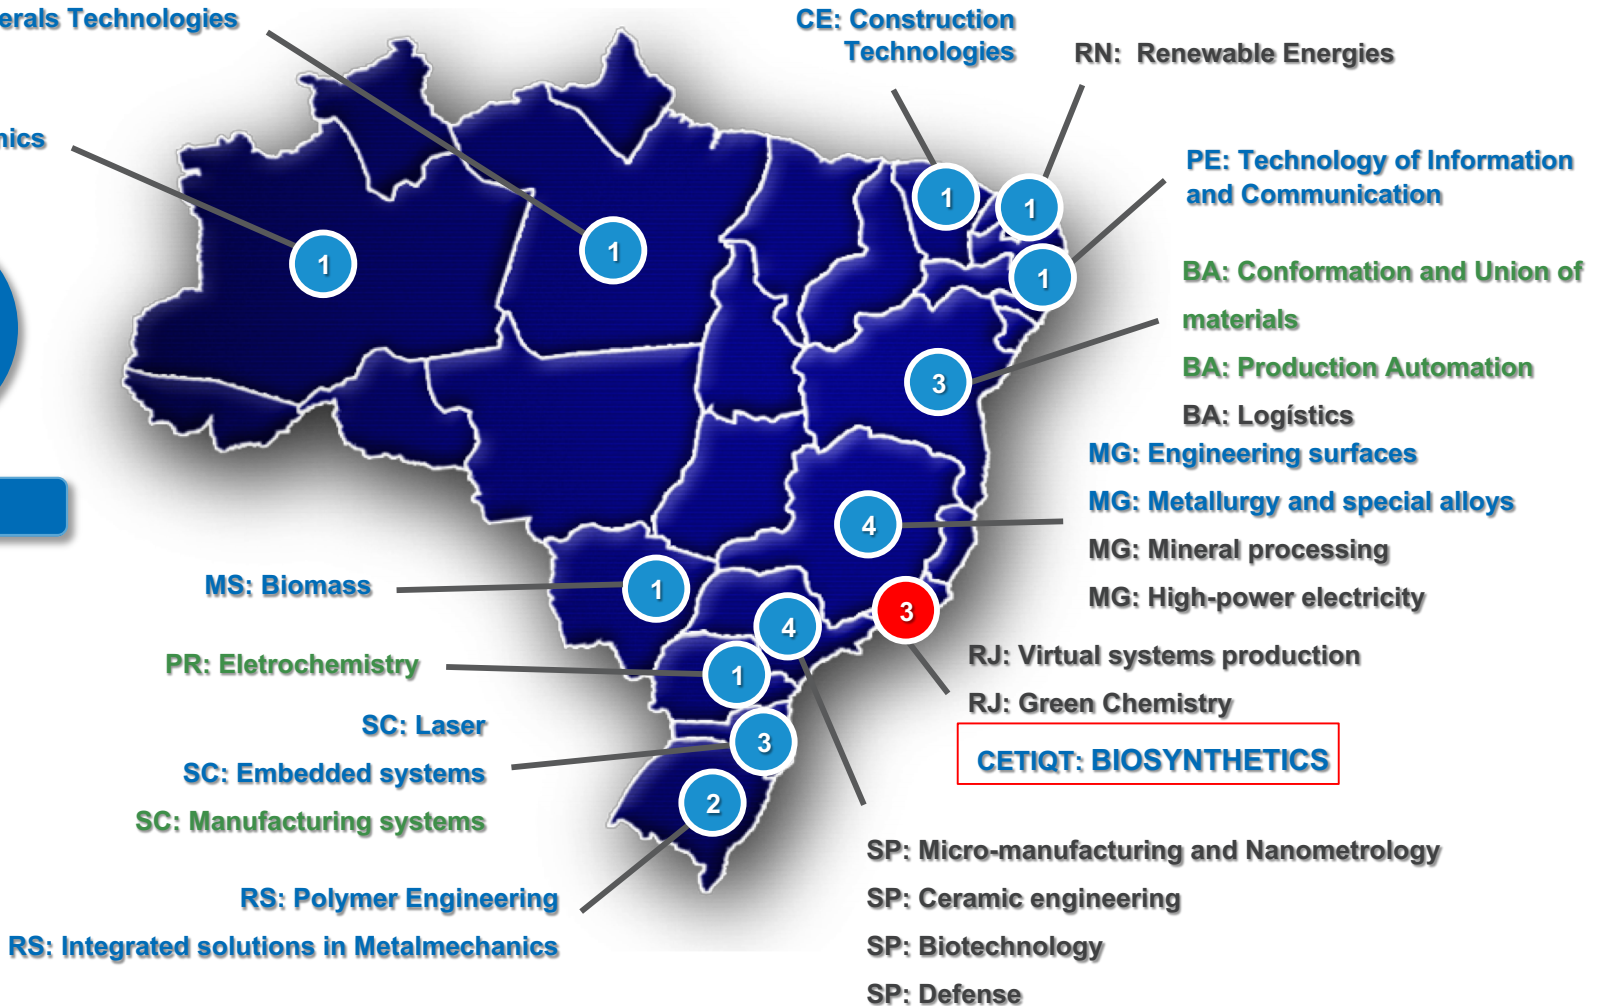 erals Technologies
CE: Construction
Technologies
RN: Renewable Energies
nics
PE: Technology of Information
and Communication
BA: Conformation and Union of
materials
BA: Production Automation
BA: Logístics
MG: Engineering surfaces
MG: Metallurgy and special alloys
MG: Mineral processing
MG: High-power electricity
RJ: Virtual systems production
RJ: Green Chemistry
CETIQT: BIOSYNTHETICS
MS: Biomass
PR: Eletrochemistry
SC: Laser
SC: Embedded systems
SC: Manufacturing systems
RS: Polymer Engineering
RS: Integrated solutions in Metalmechanics
SP: Micro-manufacturing and Nanometrology
SP: Ceramic engineering
SP: Biotechnology
SP: Defense
1
1
1
1
1
3
4
3
1
4
1
3
2